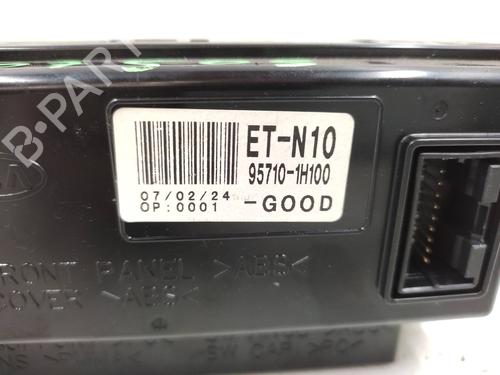 B-PARTS
ET-N10
95710-1H100
07/02/24
OP:0001
-GOOD
FRONT PANEL >ABS<
COVER >ABS<